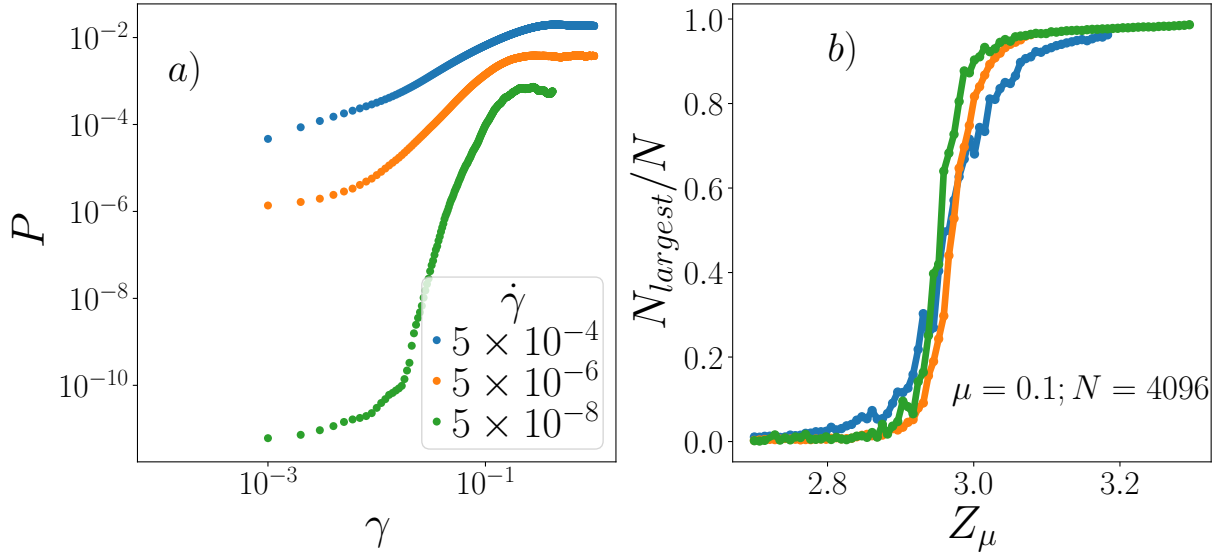 a)
10⁻²
10⁻⁴
10⁻⁶
10⁻⁸
10⁻¹⁰
P
10⁻³
10⁻¹
γ
γ̇
5 × 10⁻⁴
5 × 10⁻⁶
5 × 10⁻⁸
b)
1.0
0.8
0.6
0.4
0.2
0.0
N_largest/N
μ = 0.1; N = 4096
2.8
3.0
3.2
Z_μ